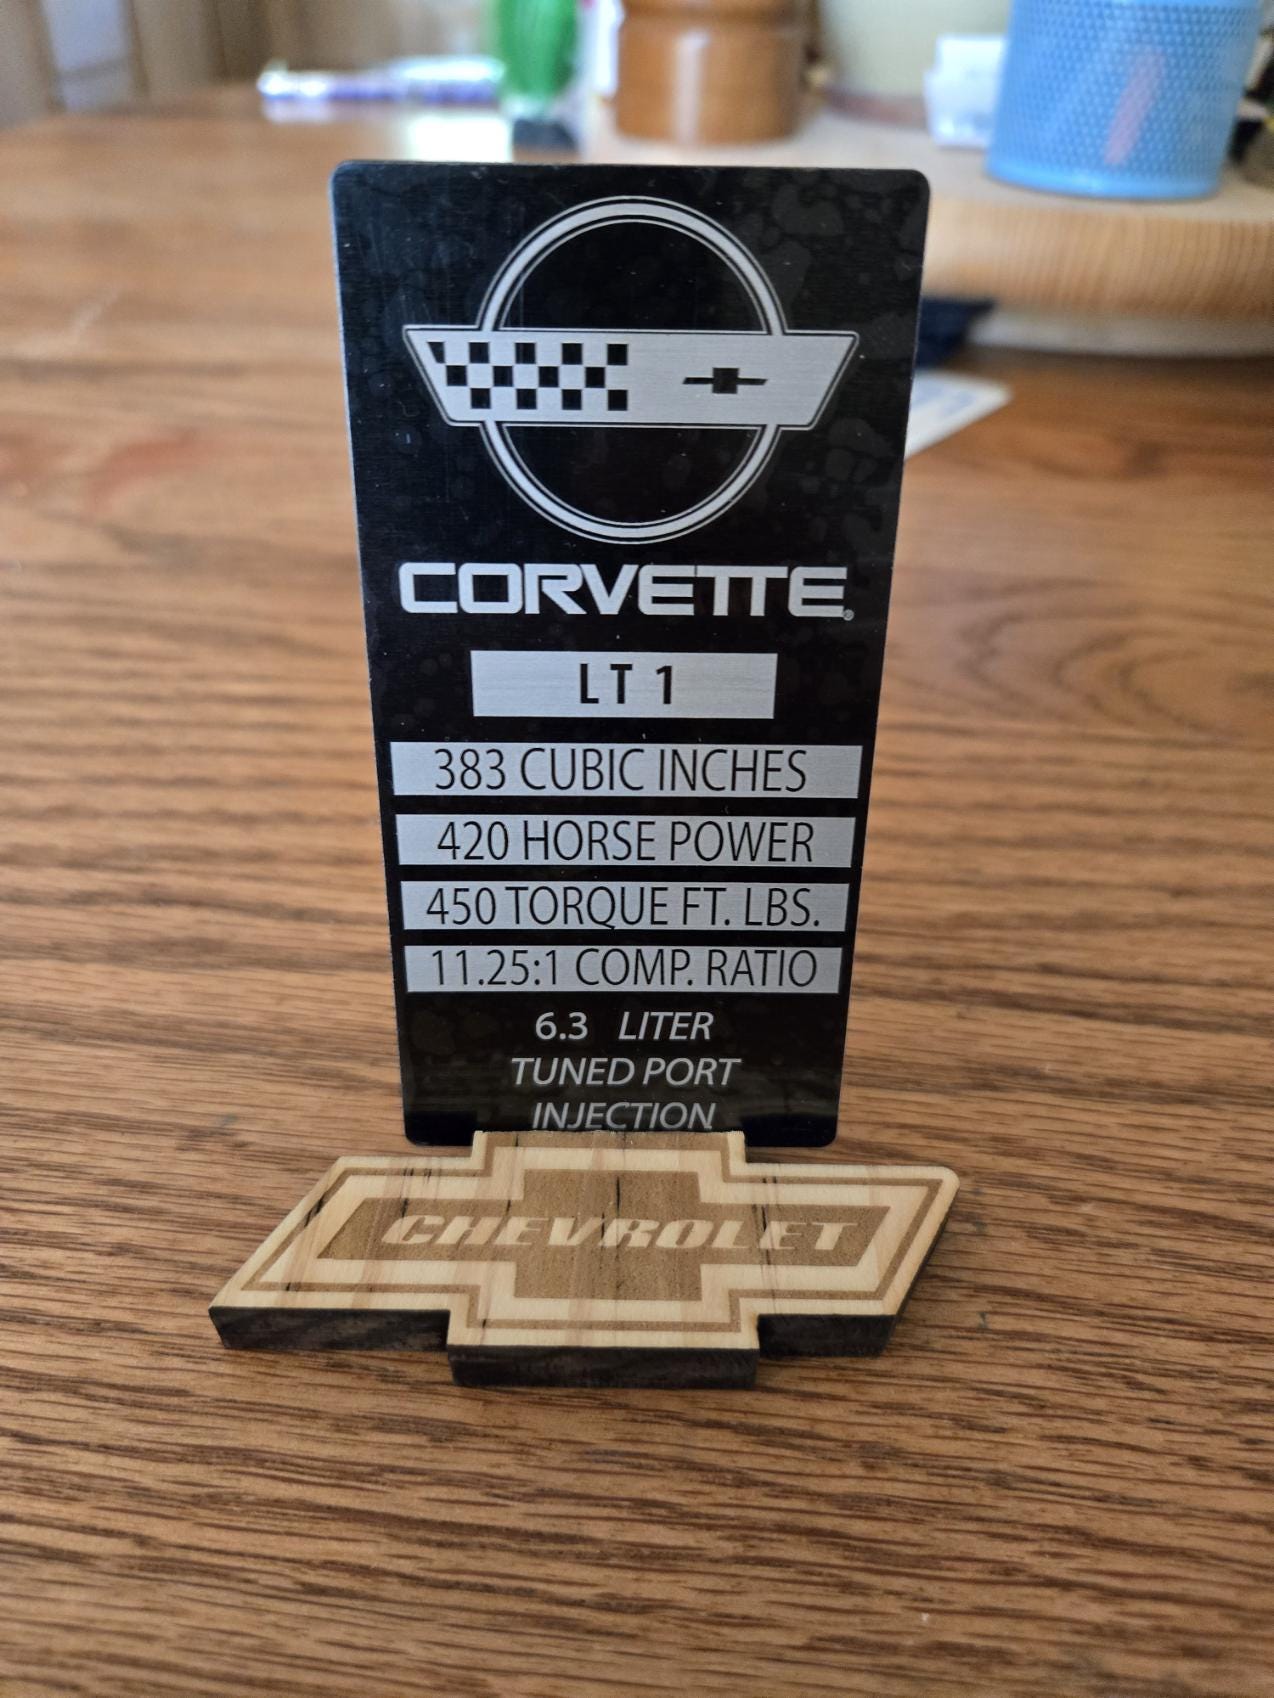 CORVETTE®
LT 1
383 CUBIC INCHES
420 HORSE POWER
450 TORQUE FT. LBS.
11.25:1 COMP. RATIO
6.3 LITER
TUNED PORT
INJECTION
CHEVROLET